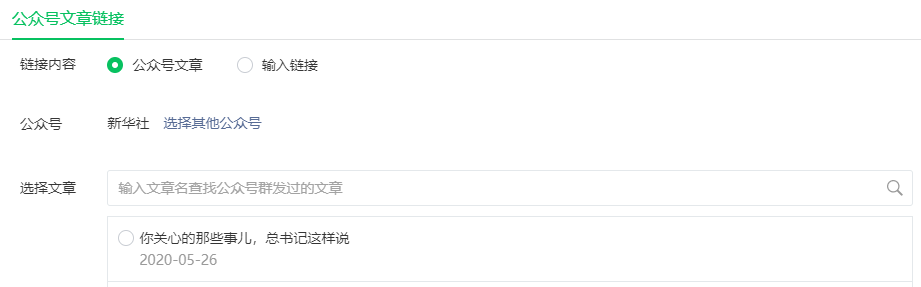 公众号文章链接
链接内容 公众号文章 输入链接
公众号 新华社 选择其他公众号
选择文章 输入文章名查找公众号群发过的文章
你关心的那些事儿，总书记这样说
2020-05-26